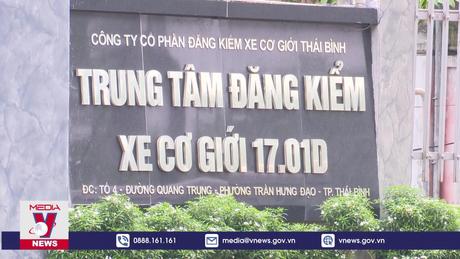 CÔNG TY CỔ PHẦN ĐĂNG KIỂM XE CƠ GIỚI THÁI BÌNH
TRUNG TÂM ĐĂNG KIỂM
XE CƠ GIỚI 17.01D
ĐC: TỔ 4 - ĐƯỜNG QUANG TRUNG - PHƯỜNG TRẦN HƯNG ĐẠO - TP. THÁI BÌNH
MEDIA
NEWS
0888.161.161
media@vnews.gov.vn
vnews.gov.vn